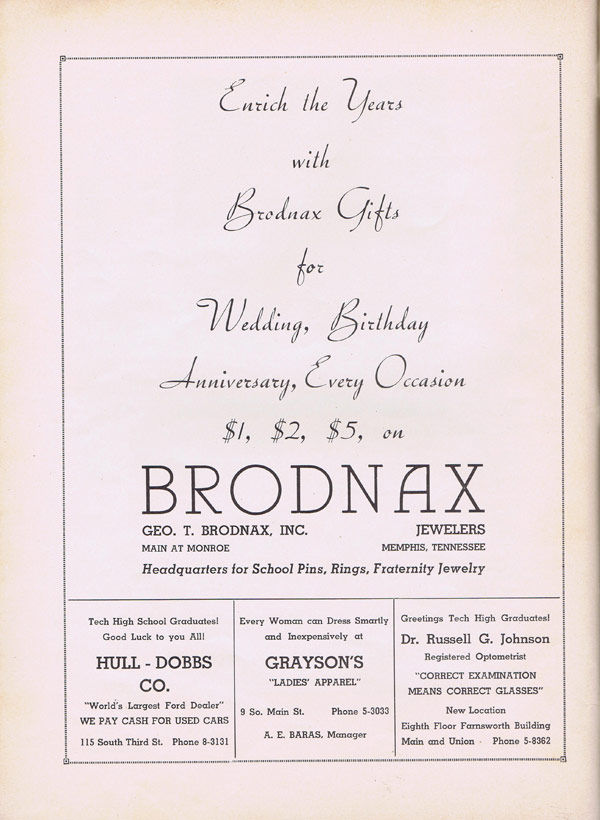 Enrich the Years
with
Brodnax Gifts
for
Wedding, Birthday
Anniversary, Every Occasion
$1, $2, $5, on
BRODNAX
GEO. T. BRODNAX, INC. JEWELERS
MAIN AT MONROE MEMPHIS, TENNESSEE
Headquarters for School Pins, Rings, Fraternity Jewelry
Tech High School Graduates!
Good Luck to you All!
HULL - DOBBS
CO.
"World's Largest Ford Dealer"
WE PAY CASH FOR USED CARS
115 South Third St. Phone 8-3131
Every Woman can Dress Smartly
and Inexpensively at
GRAYSON'S
"LADIES' APPAREL"
9 So. Main St. Phone 5-3033
A. E. BARAS, Manager
Greetings Tech High Graduates!
Dr. Russell G. Johnson
Registered Optometrist
"CORRECT EXAMINATION
MEANS CORRECT GLASSES"
New Location
Eighth Floor Farnsworth Building
Main and Union - Phone 5-8362